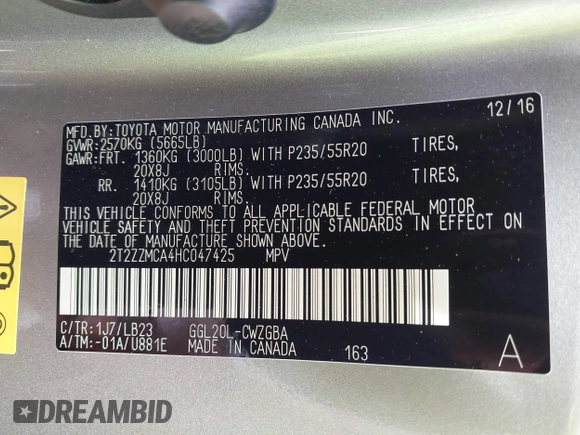 MFD.BY:TOYOTA MOTOR MANUFACTURING CANADA INC. 12/16
GVWR:2570KG (5665LB)
GAWR:FRT. 1360KG (3000LB) WITH P235/55R20 TIRES,
20X8J RIMS.
RR. 1410KG (3105LB) WITH P235/55R20 TIRES,
20X8J RIMS.
THIS VEHICLE CONFORMS TO ALL APPLICABLE FEDERAL MOTOR
VEHICLE SAFETY AND THEFT PREVENTION STANDARDS IN EFFECT ON
THE DATE OF MANUFACTURE SHOWN ABOVE.
2T2ZZMCA4HC047425 MPV
C/TR:1J7/LB23 GGL20L-CWZGBA
A/TM:-01A/U881E MADE IN CANADA 163 A
DREAMBID